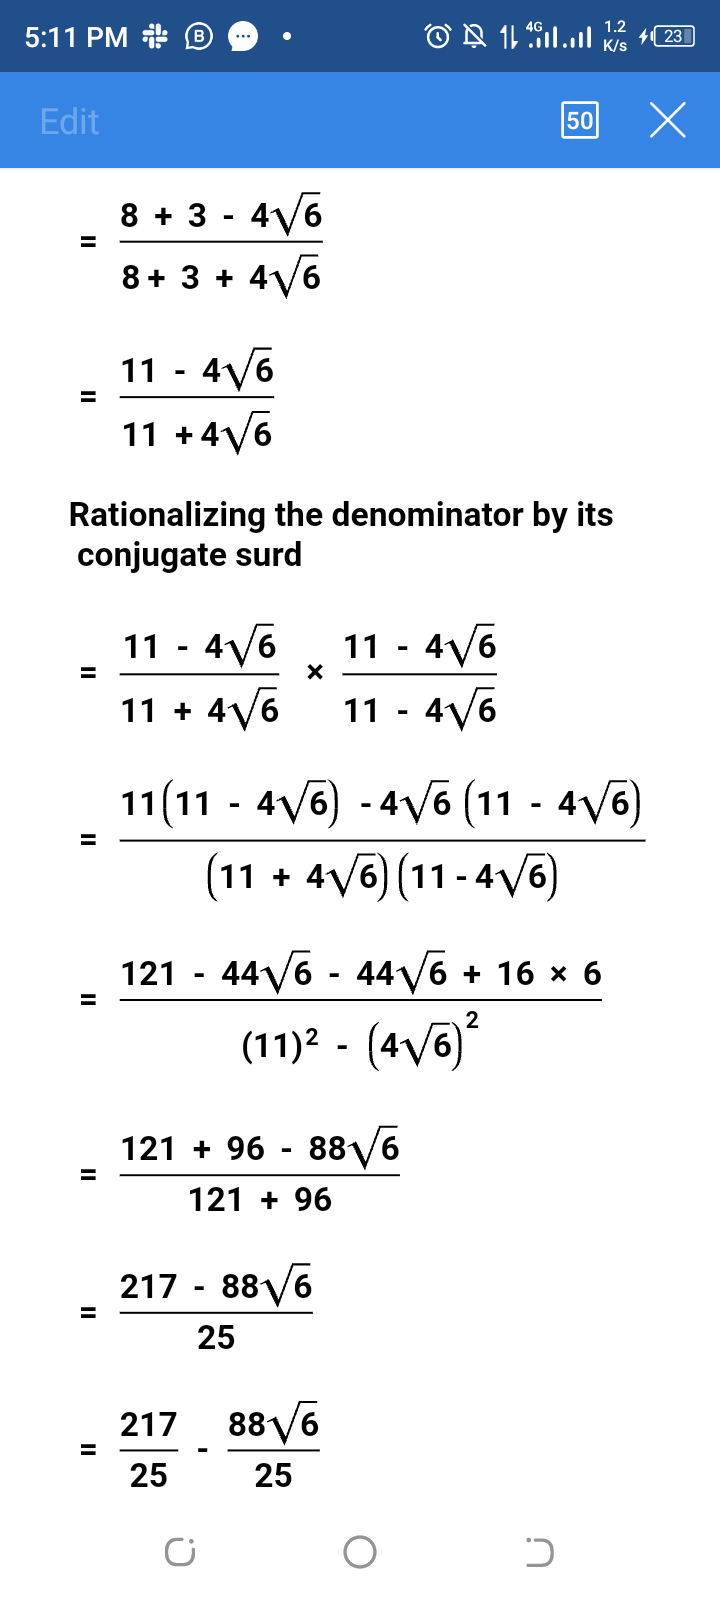 5:11 PM B 4G 1.2 K/s 23
Edit 50
= (8 + 3 - 4√6) / (8 + 3 + 4√6)
= (11 - 4√6) / (11 + 4√6)
Rationalizing the denominator by its
conjugate surd
= (11 - 4√6) / (11 + 4√6) × (11 - 4√6) / (11 - 4√6)
= (11(11 - 4√6) - 4√6 (11 - 4√6)) / ((11 + 4√6)(11 - 4√6))
= (121 - 44√6 - 44√6 + 16 × 6) / ((11)² - (4√6)²)
= (121 + 96 - 88√6) / (121 + 96)
= (217 - 88√6) / 25
= 217/25 - 88√6/25